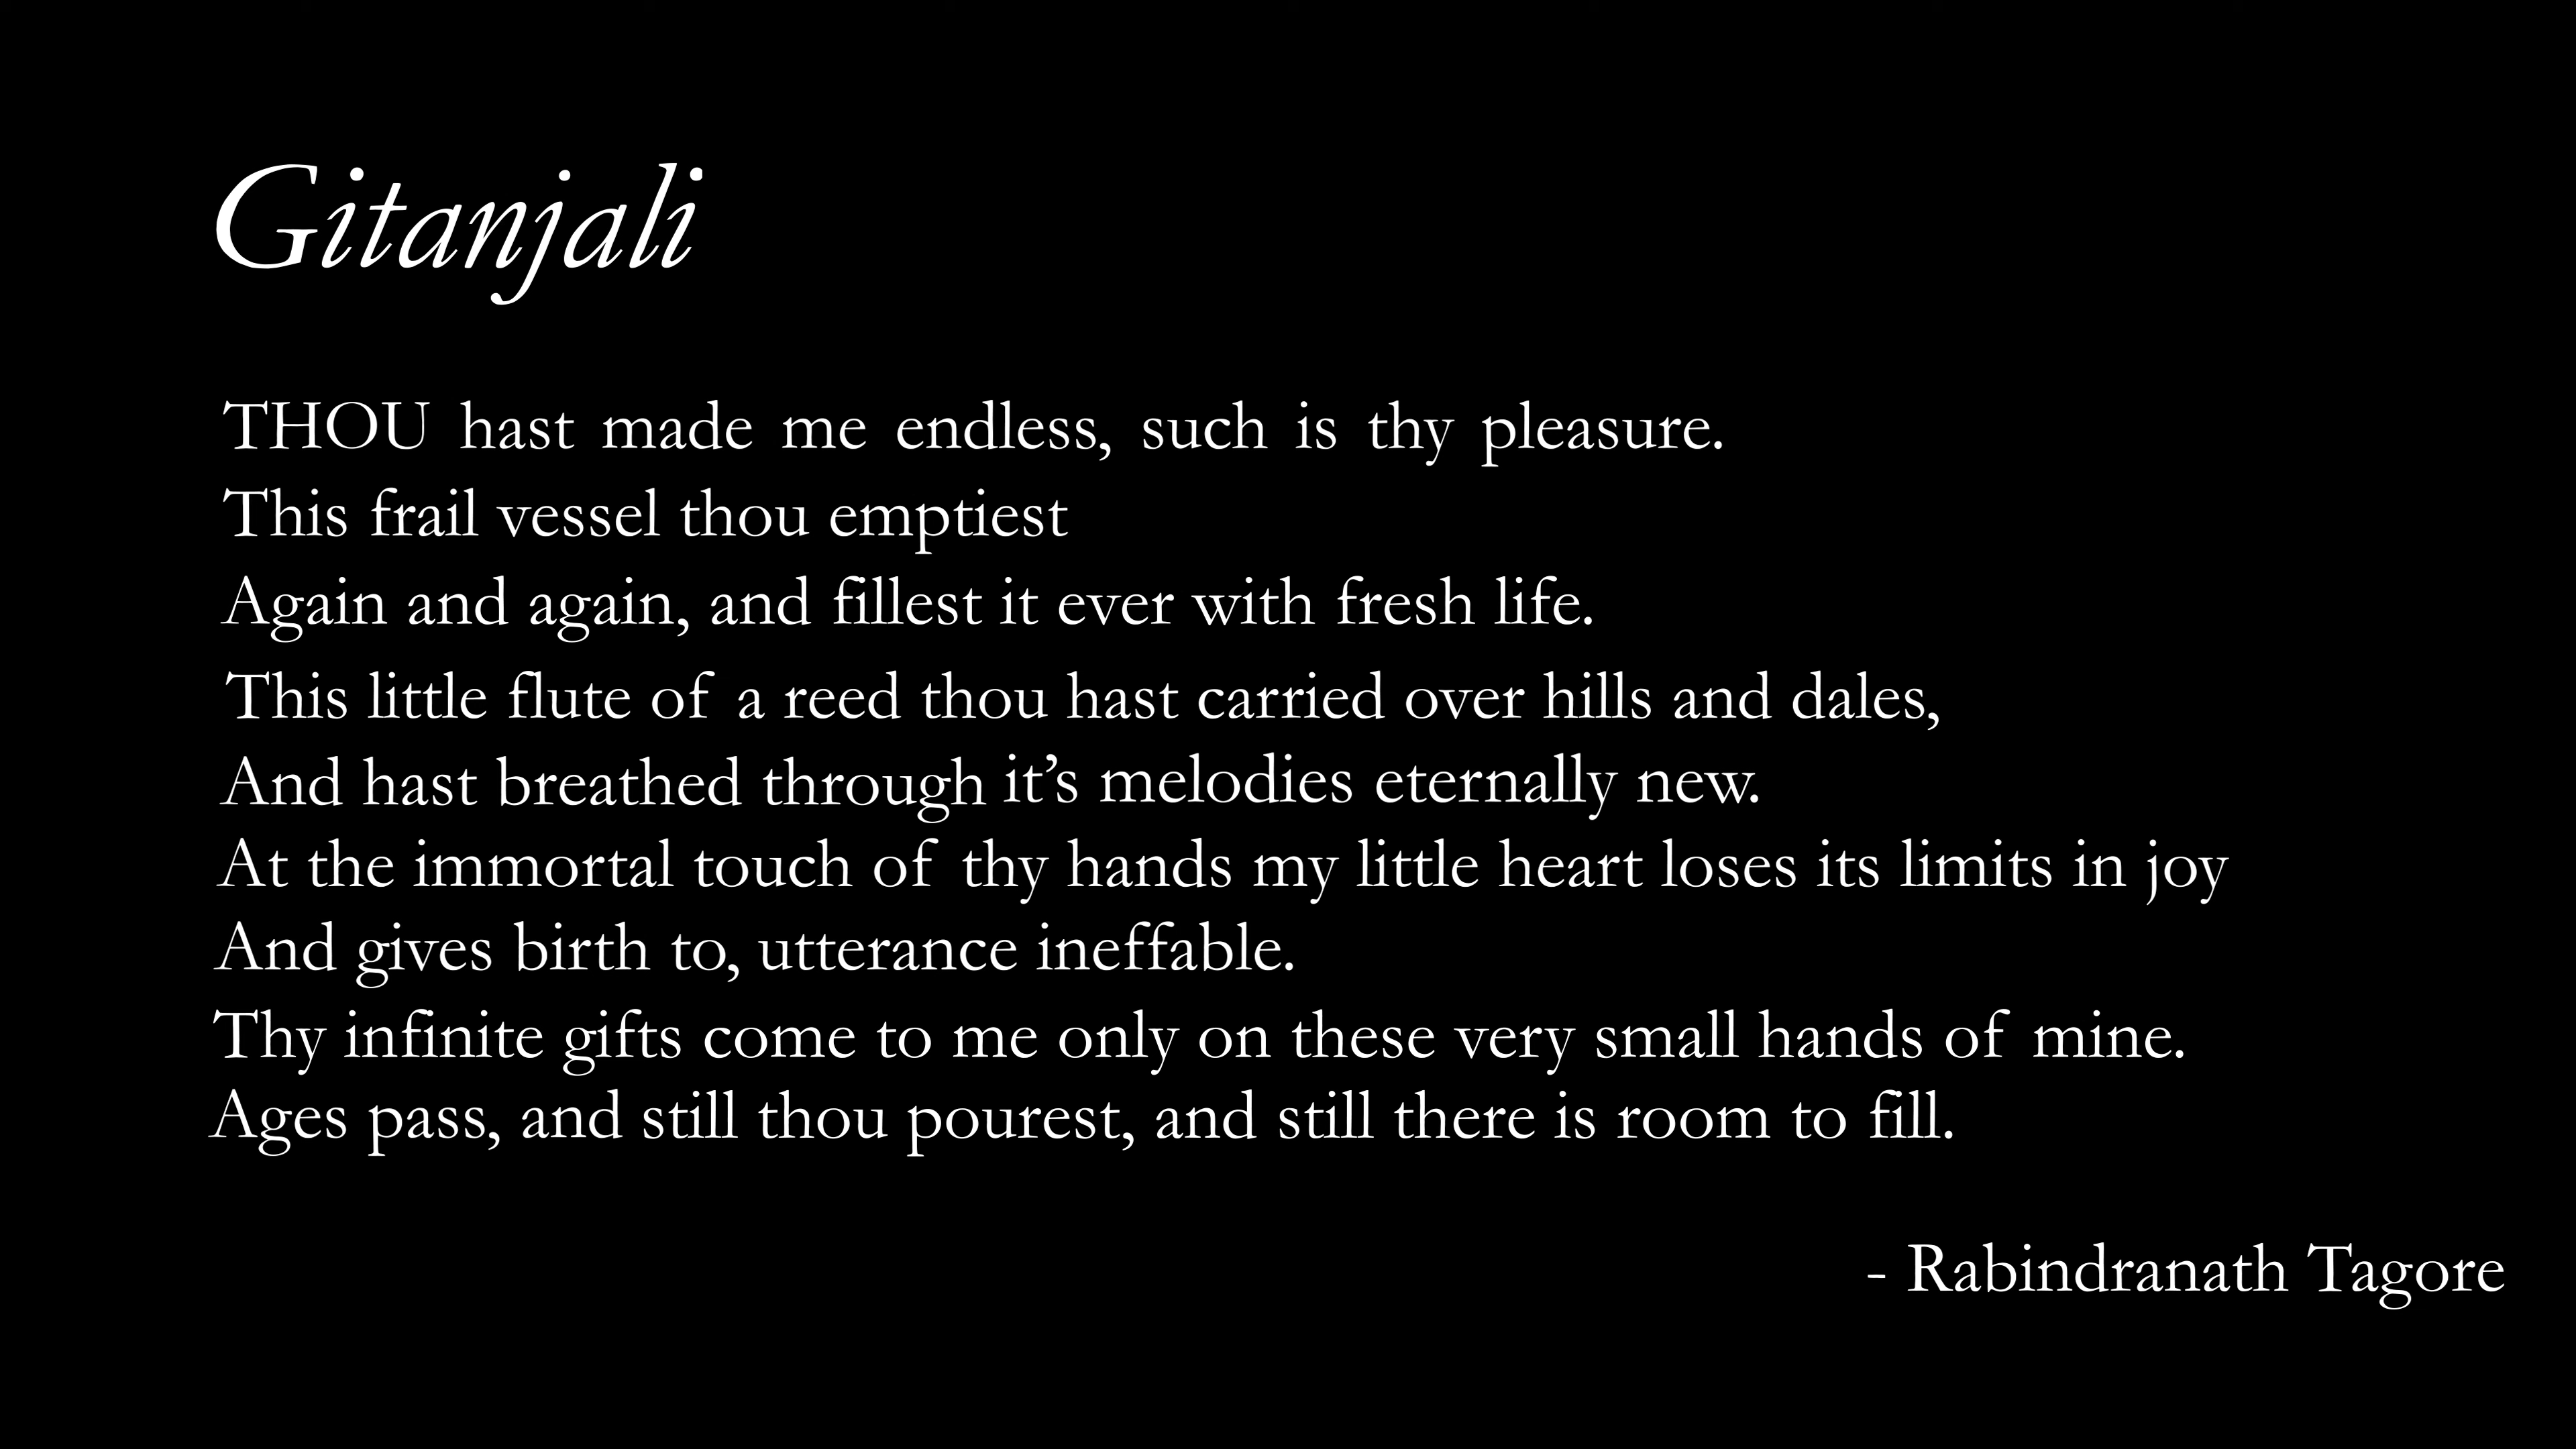 Gitanjali
THOU hast made me endless, such is thy pleasure.
This frail vessel thou emptiest
Again and again, and fillest it ever with fresh life.
This little flute of a reed thou hast carried over hills and dales,
And hast breathed through it’s melodies eternally new.
At the immortal touch of thy hands my little heart loses its limits in joy
And gives birth to, utterance ineffable.
Thy infinite gifts come to me only on these very small hands of mine.
Ages pass, and still thou pourest, and still there is room to fill.
- Rabindranath Tagore